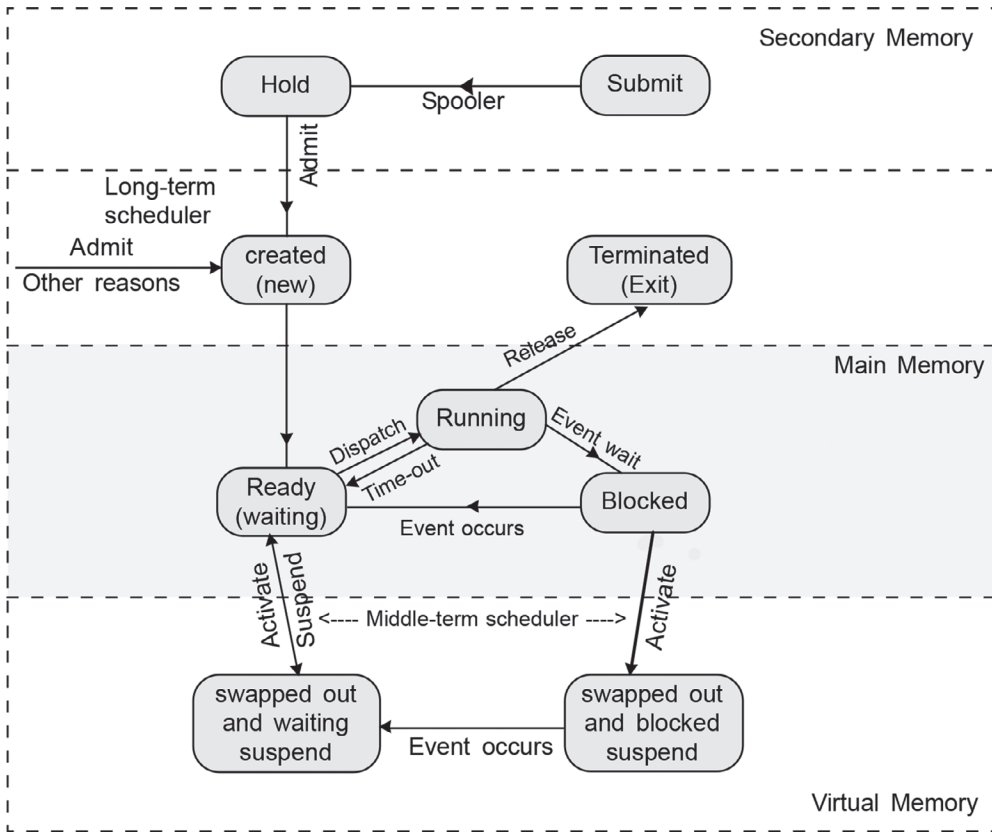 Secondary Memory
Hold
Submit
Spooler
Admit
Long-term
scheduler
Admit
Other reasons
created
(new)
Terminated
(Exit)
Release
Main Memory
Running
Dispatch
Time-out
Event wait
Ready
(waiting)
Blocked
Event occurs
Activate
Suspend
<---- Middle-term scheduler ---->
Activate
swapped out
and waiting
suspend
swapped out
and blocked
suspend
Event occurs
Virtual Memory